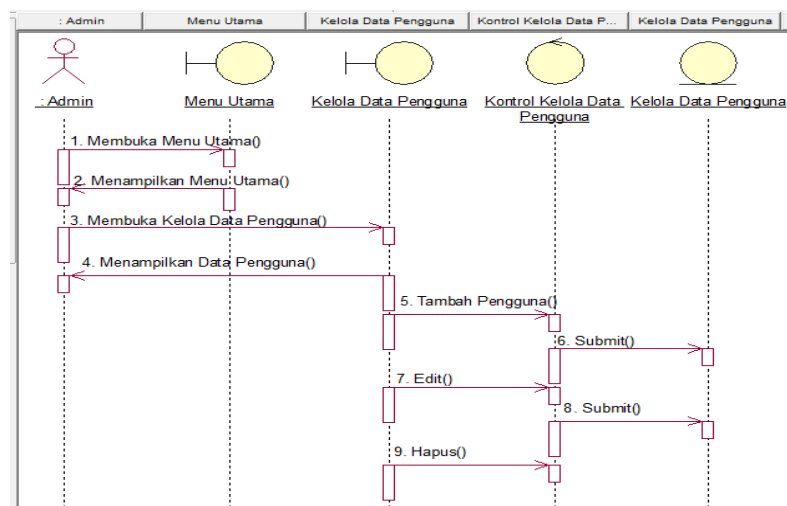 : Admin
Menu Utama
Kelola Data Pengguna
Kontrol Kelola Data P...
Kelola Data Pengguna
: Admin
Menu Utama
Kelola Data Pengguna
Kontrol Kelola Data
Pengguna
Kelola Data Pengguna
1. Membuka Menu Utama()
2. Menampilkan Menu Utama()
3. Membuka Kelola Data Pengguna()
4. Menampilkan Data Pengguna()
5. Tambah Pengguna()
6. Submit()
7. Edit()
8. Submit()
9. Hapus()